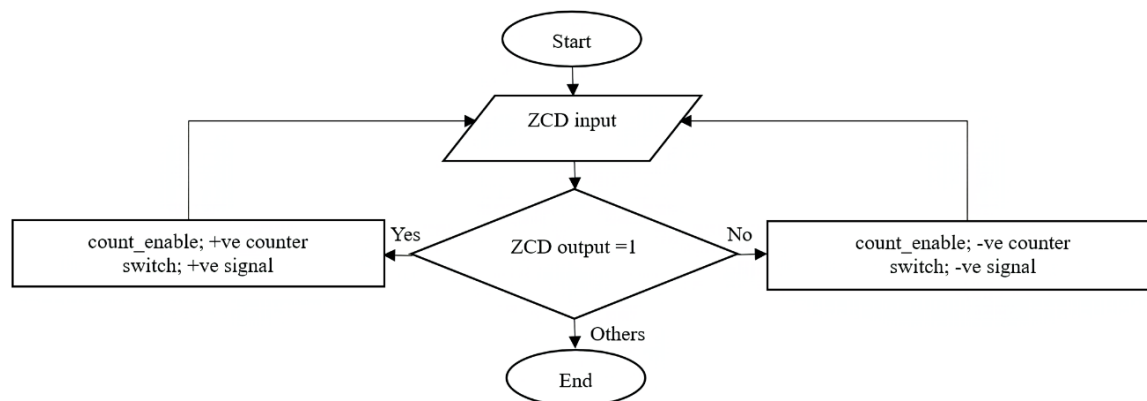 Start
ZCD input
Yes
ZCD output =1
No
count_enable; +ve counter
switch; +ve signal
count_enable; -ve counter
switch; -ve signal
Others
End